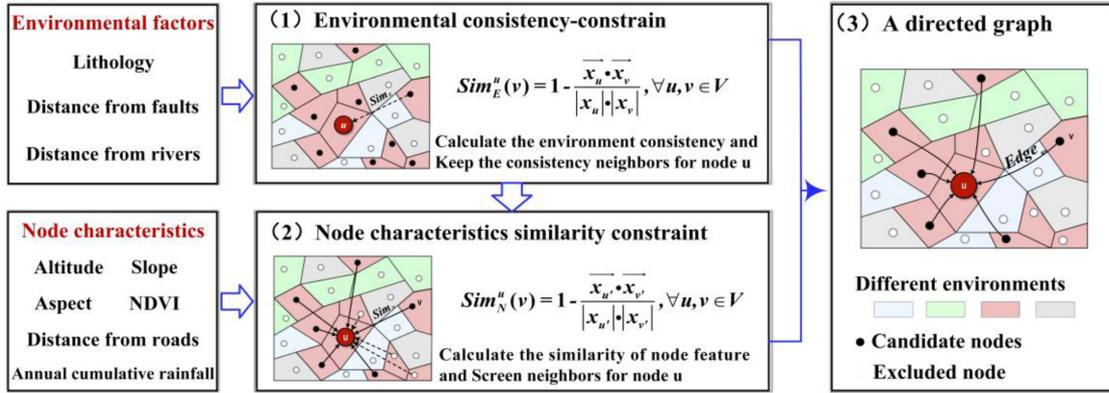 Environmental factors
Lithology
Distance from faults
Distance from rivers
Node characteristics
Altitude Slope
Aspect NDVI
Distance from roads
Annual cumulative rainfall
(1) Environmental consistency-constrain
Sim
u
Sim_E^u(v) = 1 - \frac{\overrightarrow{x_u} \cdot \overrightarrow{x_v}}{|x_u| \cdot |x_v|}, ∀u,v ∈ V
Calculate the environment consistency and
Keep the consistency neighbors for node u
(2) Node characteristics similarity constraint
Sim
v
u
Sim_N^u(v) = 1 - \frac{\overrightarrow{x_{u'}} \cdot \overrightarrow{x_{v'}}}{|x_{u'}| \cdot |x_{v'}|}, ∀u,v ∈ V
Calculate the similarity of node feature
and Screen neighbors for node u
(3) A directed graph
v
Edge
u
Different environments
Candidate nodes
Excluded node